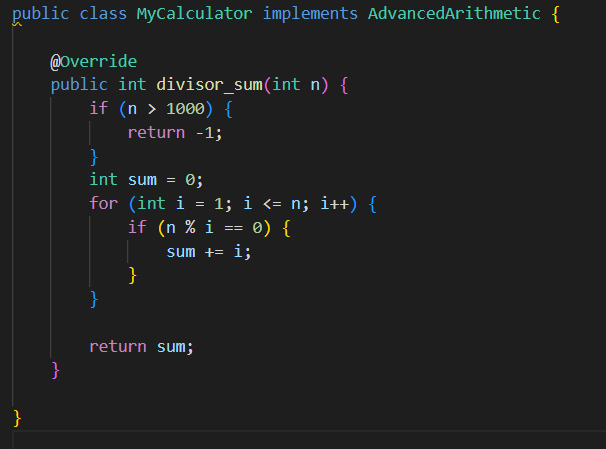 public class MyCalculator implements AdvancedArithmetic {
@Override
public int divisor_sum(int n) {
if (n > 1000) {
return -1;
}
int sum = 0;
for (int i = 1; i <= n; i++) {
if (n % i == 0) {
sum += i;
}
}
return sum;
}
}